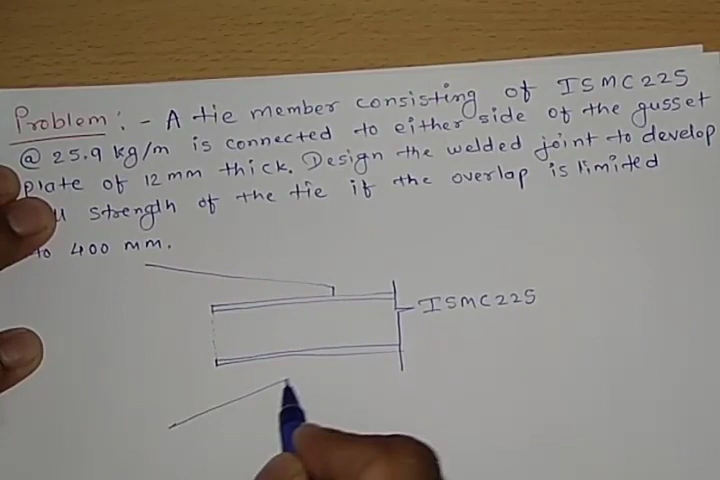 Problem : - A tie member consisting of ISMC 225
@ 25.9 kg/m is connected to either side of the gusset
plate of 12 mm thick. Design the welded joint to develop
strength of the tie if the overlap is limited
to 400 mm.
ISMC225